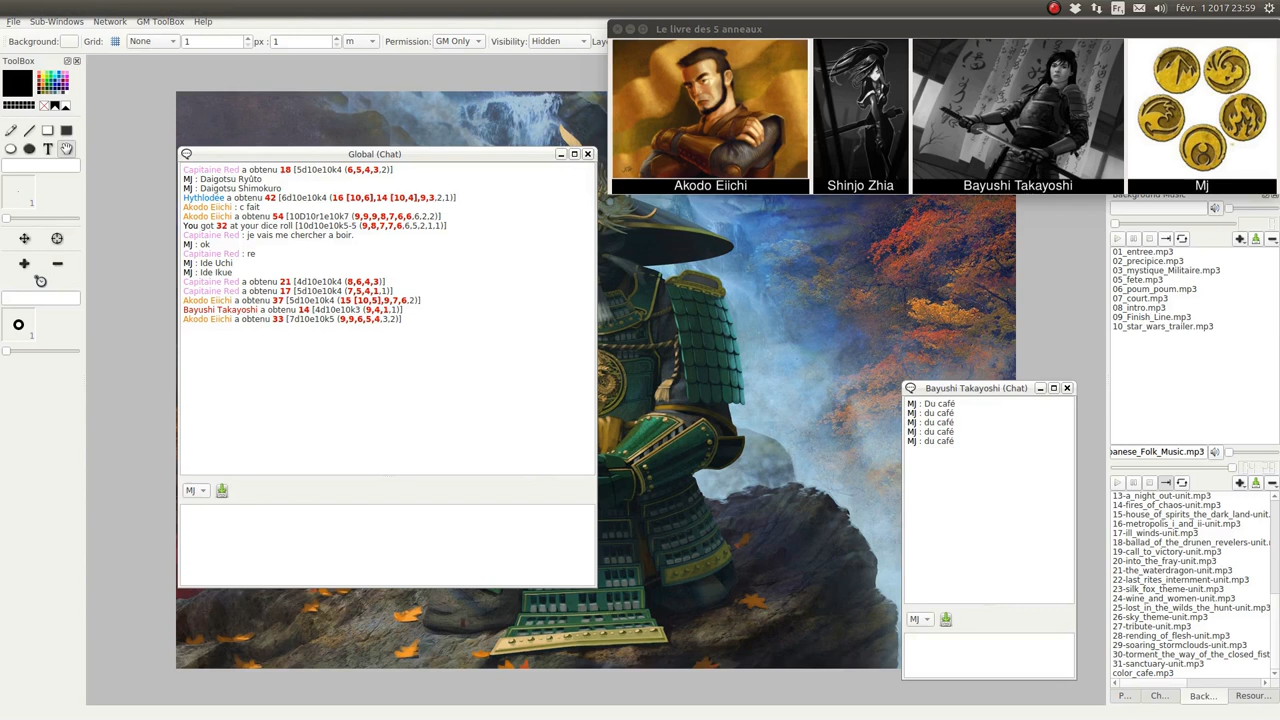 Fr₁ févr. 1 2017 23:59
File Sub-Windows Network GM ToolBox Help
Le livre des 5 anneaux
Background: Grid: None 1 px : 1 m Permission: GM Only Visibility: Hidden
ToolBox
1
1
Akodo Eiichi Shinjo Zhia Bayushi Takayoshi Mj
Global (Chat)
Capitaine Red a obtenu 18 [5d10e10k4 (6,5,4,3,2)]
MJ : Daigotsu Ryûto
MJ : Daigotsu Shimokuro
Hythlodée a obtenu 42 [6d10e10k4 (16 [10,6],14 [10,4],9,3,2,1)]
Akodo Eiichi : c fait
Akodo Eiichi a obtenu 54 [10D10r1e10k7 (9,9,9,8,7,6,6,6,2,2)]
You got 32 at your dice roll [10d10e10k5-5 (9,8,7,7,6,6,5,2,1,1)]
Capitaine Red : je vais me chercher a boir.
MJ : ok
Capitaine Red : re
MJ : Ide Uchi
MJ : Ide Ikue
Capitaine Red a obtenu 21 [4d10e10k4 (8,6,4,3)]
Capitaine Red a obtenu 17 [5d10e10k4 (7,5,4,1,1)]
Akodo Eiichi a obtenu 37 [5d10e10k4 (15 [10,5],9,7,6,2)]
Bayushi Takayoshi a obtenu 14 [4d10e10k3 (9,4,1,1)]
Akodo Eiichi a obtenu 33 [7d10e10k5 (9,9,6,5,4,3,2)]
MJ
Bayushi Takayoshi (Chat)
MJ : Du café
MJ : du café
MJ : du café
MJ : du café
MJ : du café
MJ
Background Music
01_entree.mp3
02_precipice.mp3
03_mystique_Militaire.mp3
05_fete.mp3
06_poum_poum.mp3
07_court.mp3
08_intro.mp3
09_Finish_Line.mp3
10_star_wars_trailer.mp3
panese_Folk_Music.mp3
13-a_night_out-unit.mp3
14-fires_of_chaos-unit.mp3
15-house_of_spirits_the_dark_land-unit.
16-metropolis_i_and_ii-unit.mp3
17-ill_winds-unit.mp3
18-ballad_of_the_drunen_revelers-unit.
19-call_to_victory-unit.mp3
20-into_the_fray-unit.mp3
21-the_waterdragon-unit.mp3
22-last_rites_internment-unit.mp3
23-silk_fox_theme-unit.mp3
24-wine_and_women-unit.mp3
25-lost_in_the_wilds_the_hunt-unit.mp3
26-sky_theme-unit.mp3
27-tribute-unit.mp3
28-rending_of_flesh-unit.mp3
29-soaring_stormclouds-unit.mp3
30-torment_the_way_of_the_closed_fist
31-sanctuary-unit.mp3
color_cafe.mp3
P... Ch... Back... Resour...